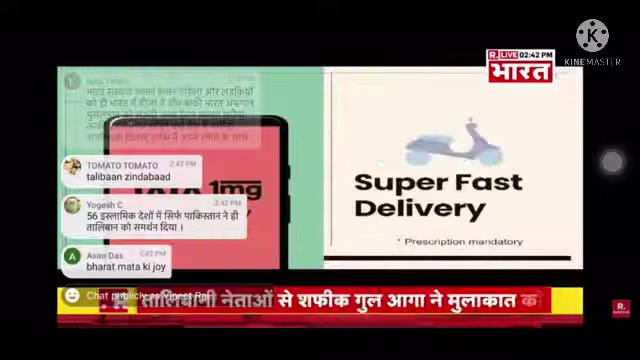 R. LIVE 02:42 PM
भारत
KINEMASTER
को ही भारत में वीजा
TOMATO TOMATO 2:42 PM
talibaan zindabaad
1mg
Yogesh C 2:42 PM
56 इस्लामिक देशों में सिर्फ पाकिस्तान ने ही
तालिबान को समर्थन दिया ।
Asim Das 2:42 PM
bharat mata ki joy
Chat publicly as Vineet Rai...
Super Fast
Delivery
* Prescription mandatory
तालिबानी नेताओं से शफीक गुल आगा ने मुलाकात
R.